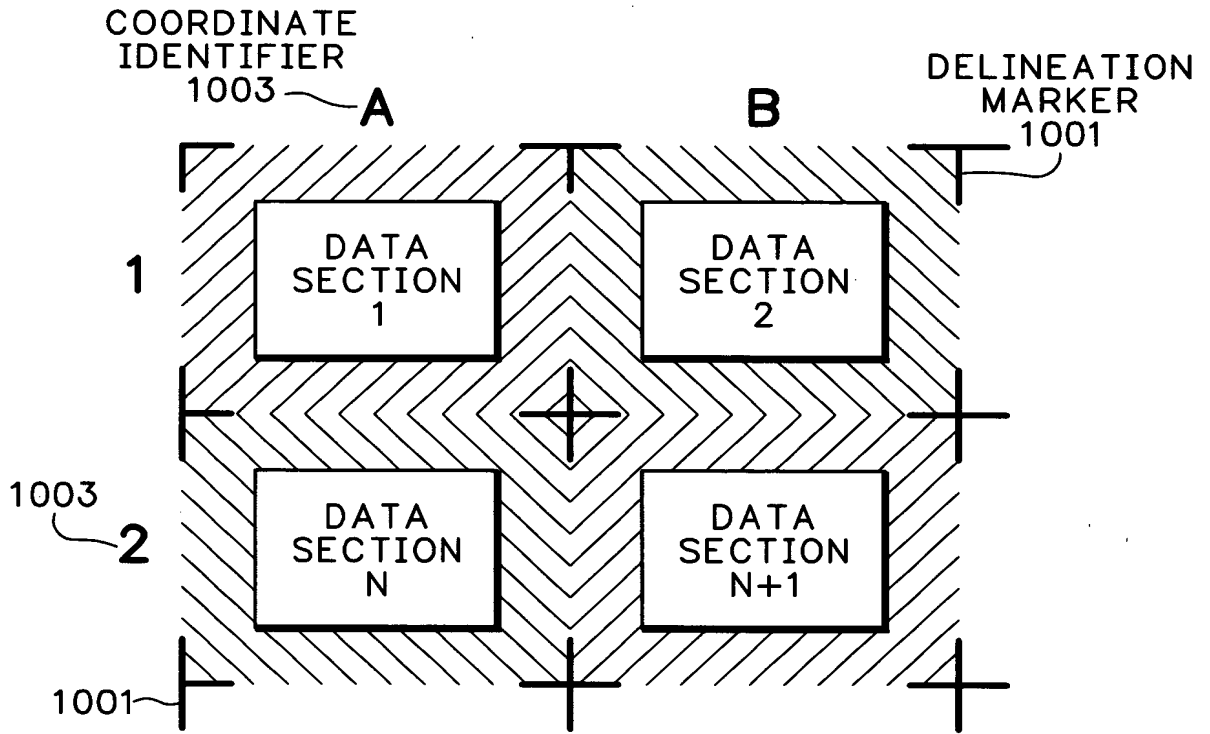 COORDINATE
IDENTIFIER
1003
A
B
DELINEATION
MARKER
1001
1
DATA
SECTION
1
DATA
SECTION
2
1003
2
DATA
SECTION
N
DATA
SECTION
N+1
1001